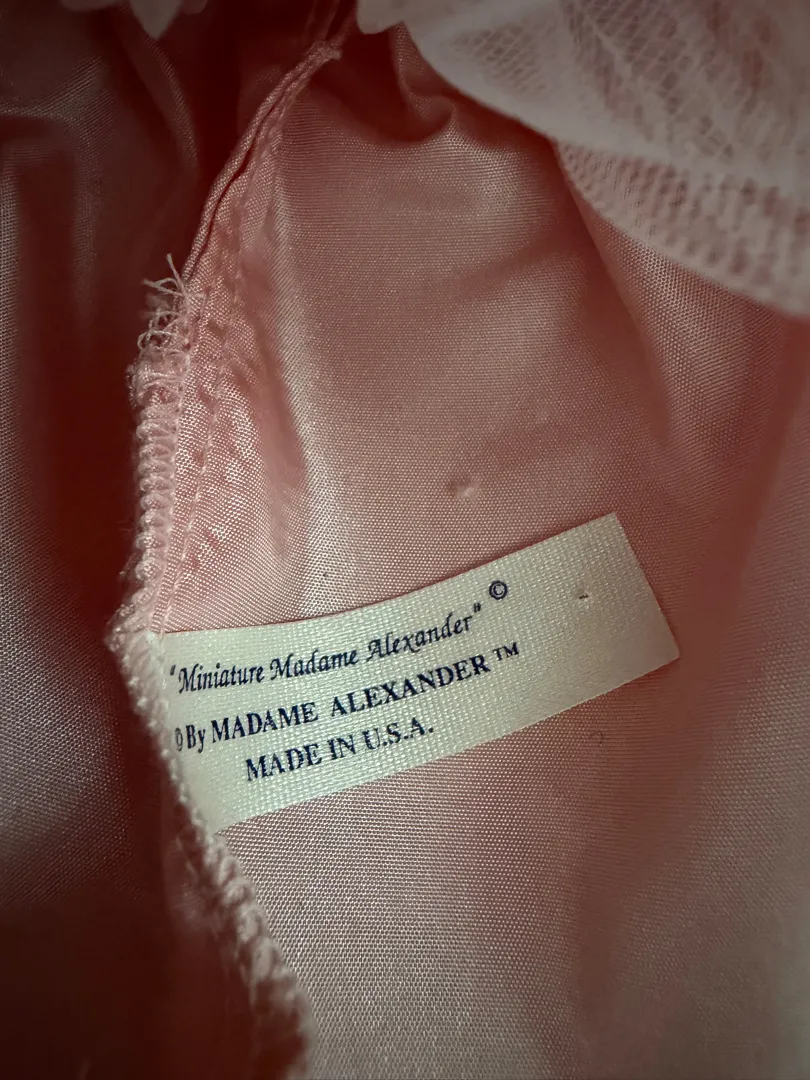 "Miniature Madame Alexander" ©
© By MADAME ALEXANDER ™
MADE IN U.S.A.